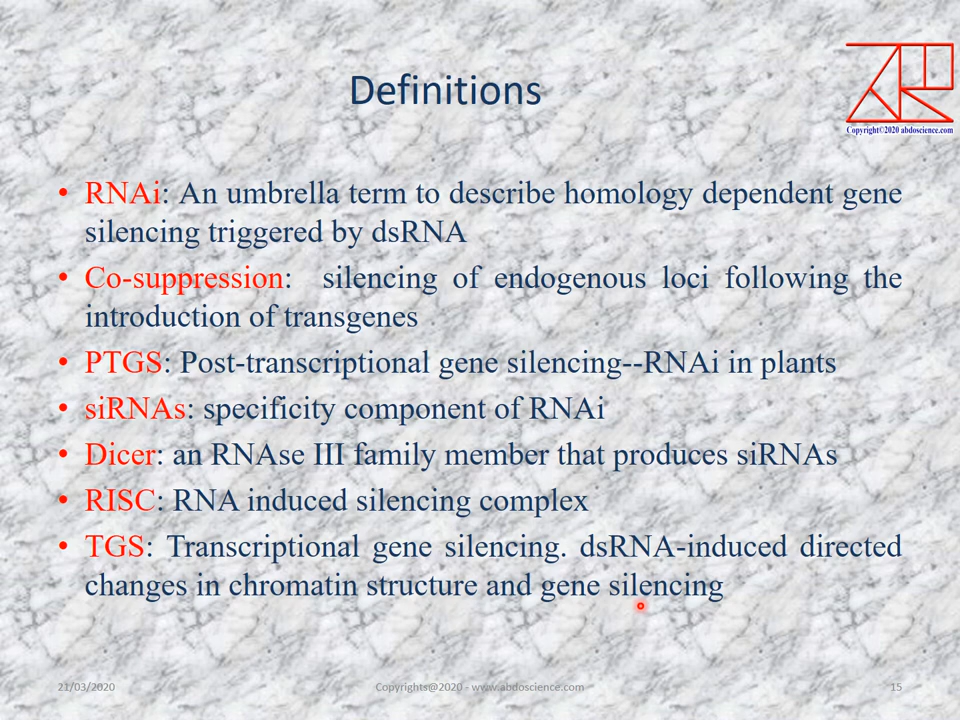 Definitions
Copyright©2020 abdoscience.com
• RNAi: An umbrella term to describe homology dependent gene
silencing triggered by dsRNA
• Co-suppression: silencing of endogenous loci following the
introduction of transgenes
• PTGS: Post-transcriptional gene silencing--RNAi in plants
• siRNAs: specificity component of RNAi
• Dicer: an RNAse III family member that produces siRNAs
• RISC: RNA induced silencing complex
• TGS: Transcriptional gene silencing. dsRNA-induced directed
changes in chromatin structure and gene silencing
21/03/2020
Copyrights@2020 - www.abdoscience.com
15